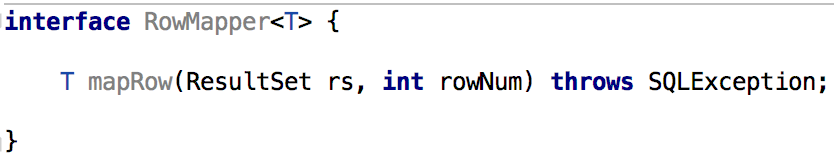 interface RowMapper<T> {
T mapRow(ResultSet rs, int rowNum) throws SQLException;
}